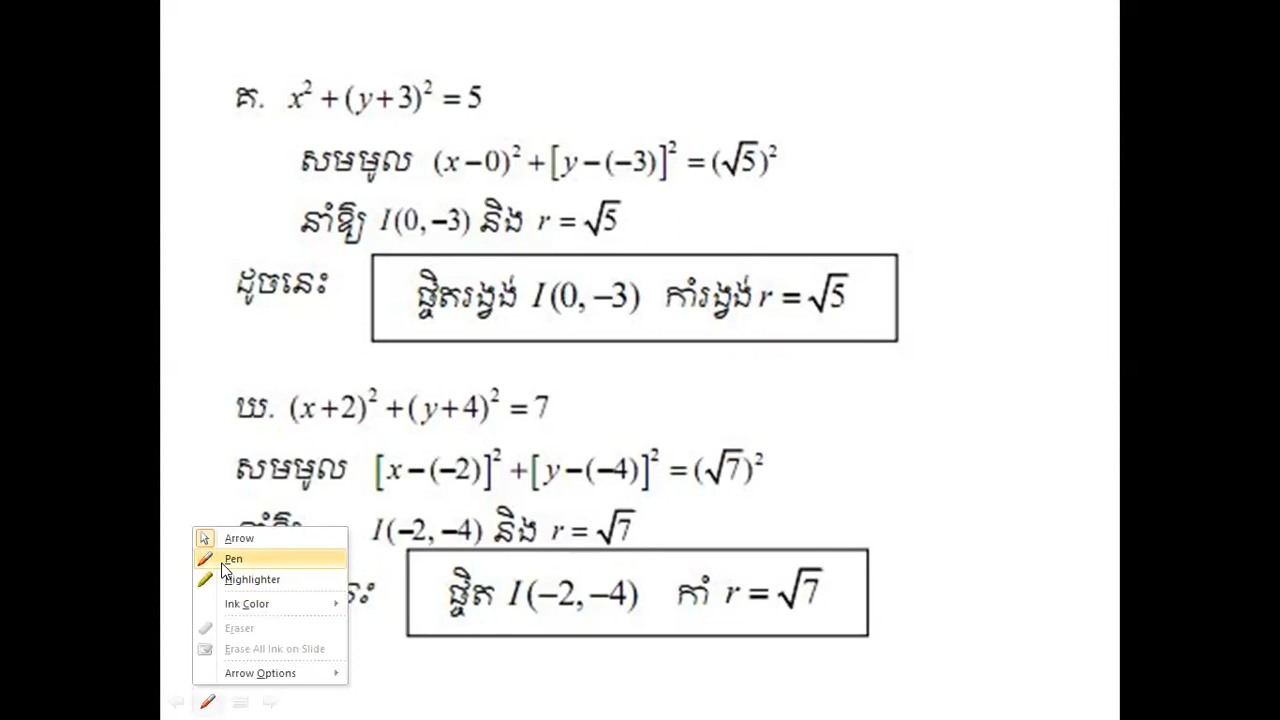 គ. x² + (y+3)² = 5
សមមូល (x−0)² + [y−(−3)]² = (√5)²
នាំឱ្យ I(0,−3) និង r = √5
ដូចនេះ ផ្ចិតរង្វង់ I(0, −3) កាំរង្វង់ r = √5
ឃ. (x+2)² + (y+4)² = 7
សមមូល [x−(−2)]² + [y−(−4)]² = (√7)²
I(−2, −4) និង r = √7
ផ្ចិត I(−2, −4) កាំ r = √7
Arrow
Pen
Highlighter
Ink Color
Eraser
Erase All Ink on Slide
Arrow Options